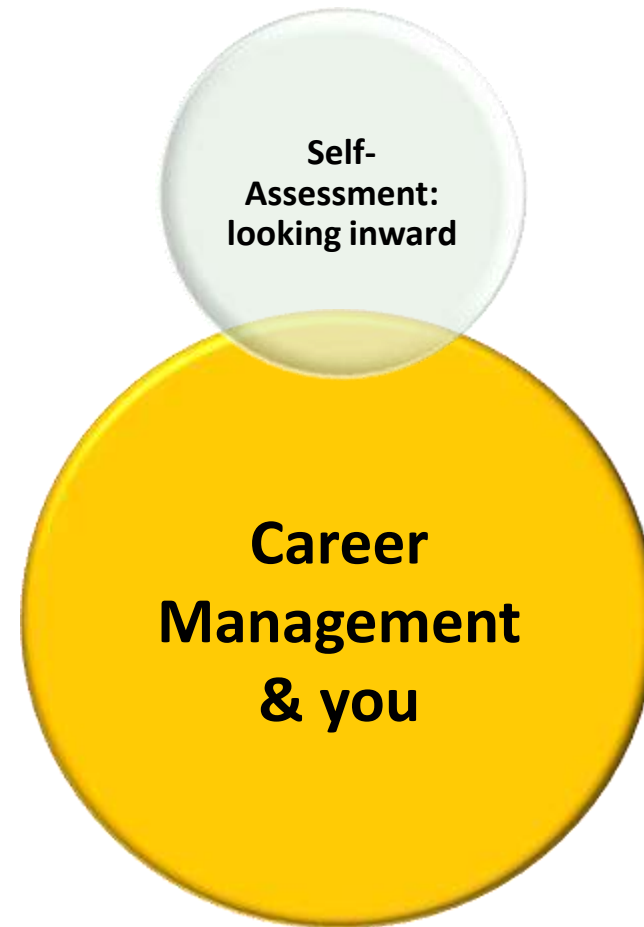 Self-
Assessment:
looking inward
Career
Management
& you